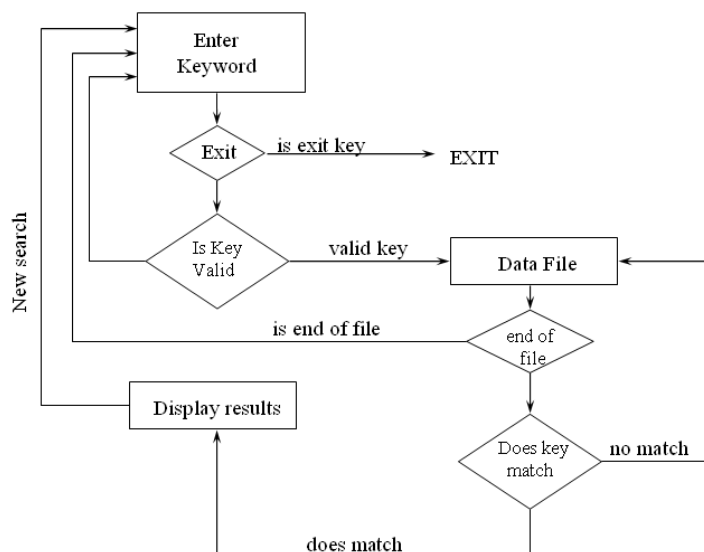 Enter
Keyword
Exit
is exit key
EXIT
Is Key
Valid
valid key
Data File
New search
is end of file
end of
file
Display results
Does key
match
no match
does match